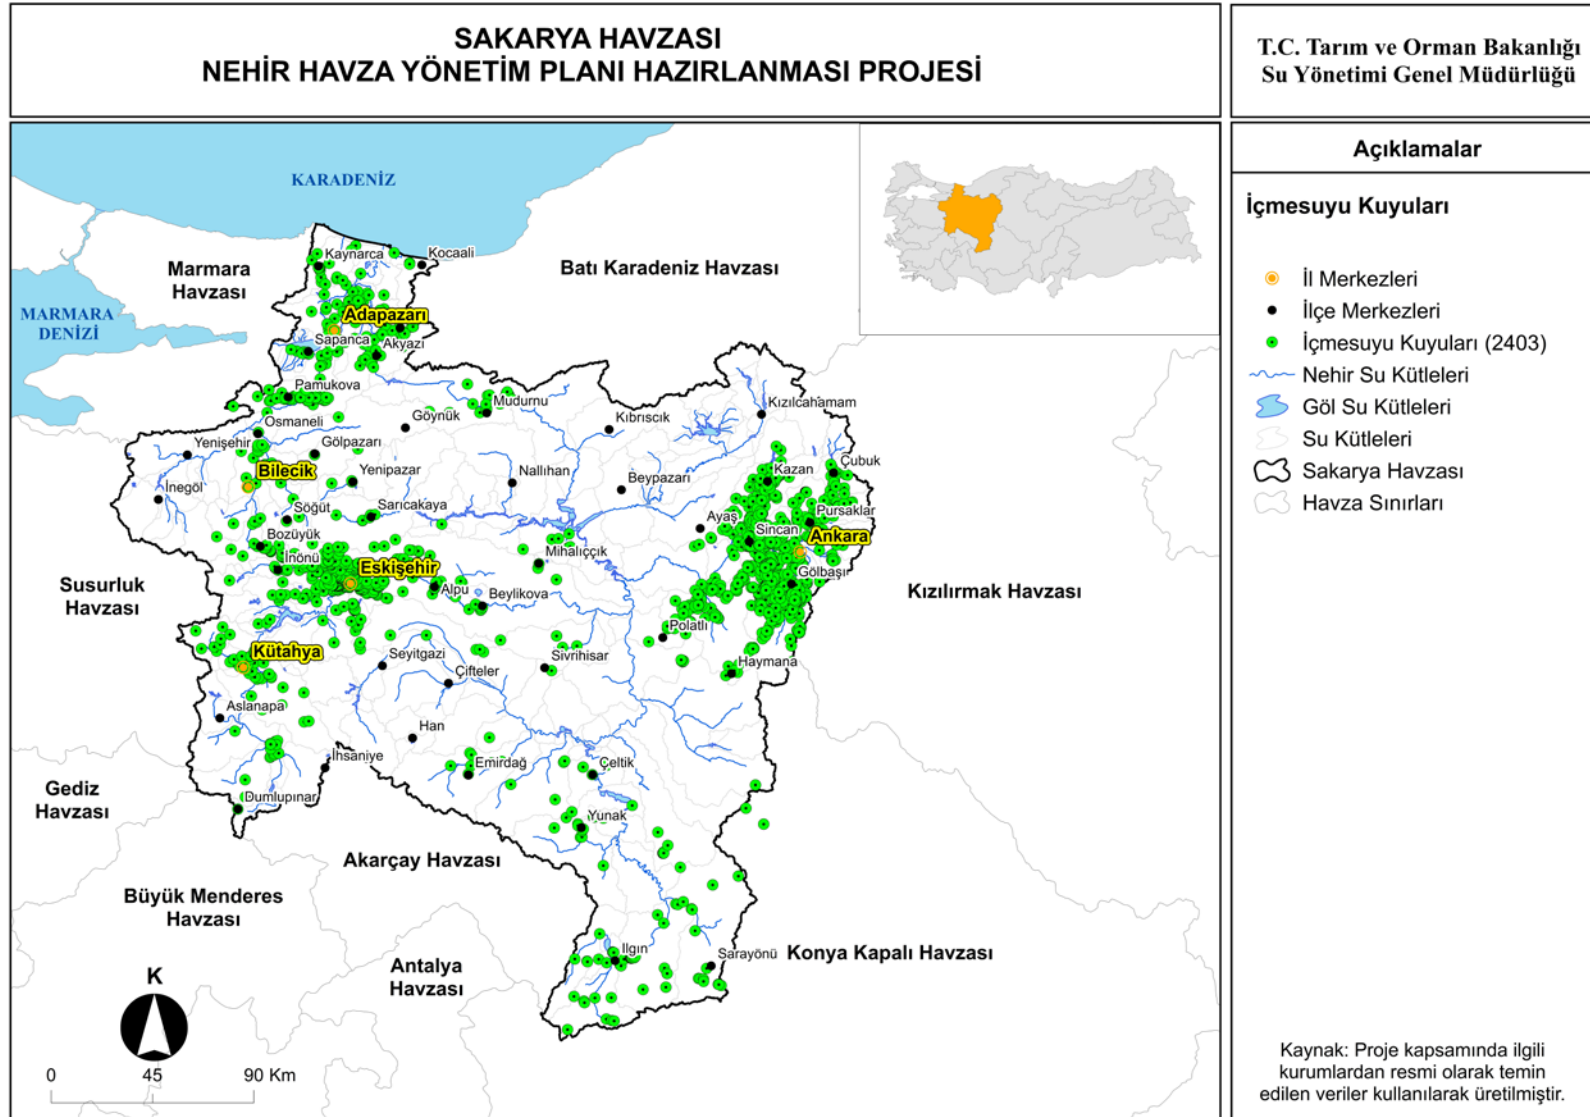 SAKARYA HAVZASI
NEHİR HAVZA YÖNETİM PLANI HAZIRLANMASI PROJESİ
T.C. Tarım ve Orman Bakanlığı
Su Yönetimi Genel Müdürlüğü
KARADENİZ
MARMARA
DENİZİ
Marmara
Havzası
Batı Karadeniz Havzası
Kaynarca
Kocaali
Adapazarı
Sapanca
Akyazı
Pamukova
Osmaneli
Göynük
Mudurnu
Kıbrıscık
Kızılcahamam
Yenişehir
Gölpazarı
Bilecik
Yenipazar
Nallıhan
Beypazarı
Kazan
Çubuk
İnegöl
Söğüt
Sarıcakaya
Ayaş
Pursaklar
Sincan
Ankara
Bozüyük
İnönü
Eskişehir
Mihalıççık
Alpu
Beylikova
Gölbaşı
Susurluk
Havzası
Kızılırmak Havzası
Polatlı
Kütahya
Seyitgazi
Sivrihisar
Haymana
Çifteler
Aslanapa
Han
İhsaniye
Emirdağ
Çeltik
Gediz
Havzası
Dumlupınar
Yunak
Akarçay Havzası
Büyük Menderes
Havzası
Antalya
Havzası
Ilgın
Sarayönü
Konya Kapalı Havzası
K
0 45 90 Km
Açıklamalar
İçmesuyu Kuyuları
İl Merkezleri
İlçe Merkezleri
İçmesuyu Kuyuları (2403)
Nehir Su Kütleleri
Göl Su Kütleleri
Su Kütleleri
Sakarya Havzası
Havza Sınırları
Kaynak: Proje kapsamında ilgili
kurumlardan resmi olarak temin
edilen veriler kullanılarak üretilmiştir.